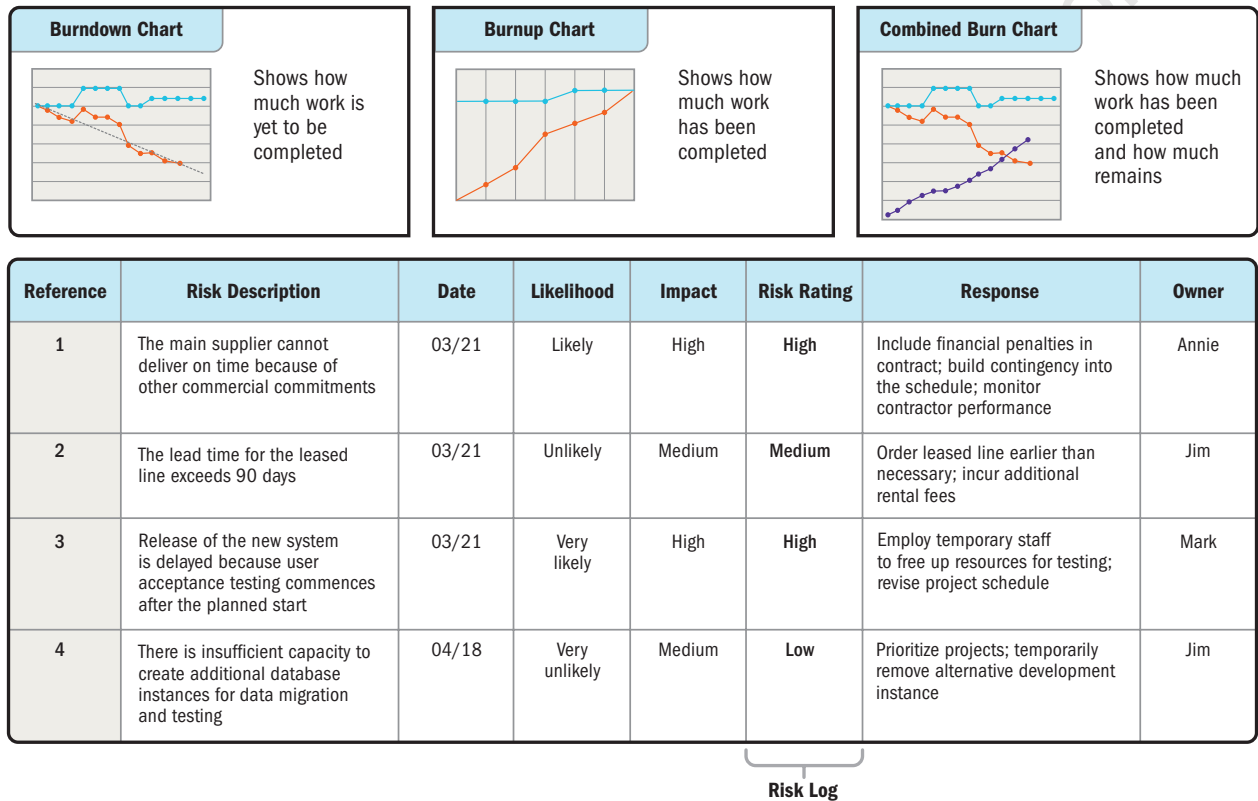 Burndown Chart
Shows how
much work is
yet to be
completed
Burnup Chart
Shows how
much work
has been
completed
Combined Burn Chart
Shows how much
work has been
completed
and how much
remains
Reference
Risk Description
Date
Likelihood
Impact
Risk Rating
Response
Owner
1
The main supplier cannot
deliver on time because of
other commercial commitments
03/21
Likely
High
High
Include financial penalties in
contract; build contingency into
the schedule; monitor
contractor performance
Annie
2
The lead time for the leased
line exceeds 90 days
03/21
Unlikely
Medium
Medium
Order leased line earlier than
necessary; incur additional
rental fees
Jim
3
Release of the new system
is delayed because user
acceptance testing commences
after the planned start
03/21
Very
likely
High
High
Employ temporary staff
to free up resources for testing;
revise project schedule
Mark
4
There is insufficient capacity to
create additional database
instances for data migration
and testing
04/18
Very
unlikely
Medium
Low
Prioritize projects; temporarily
remove alternative development
instance
Jim
Risk Log